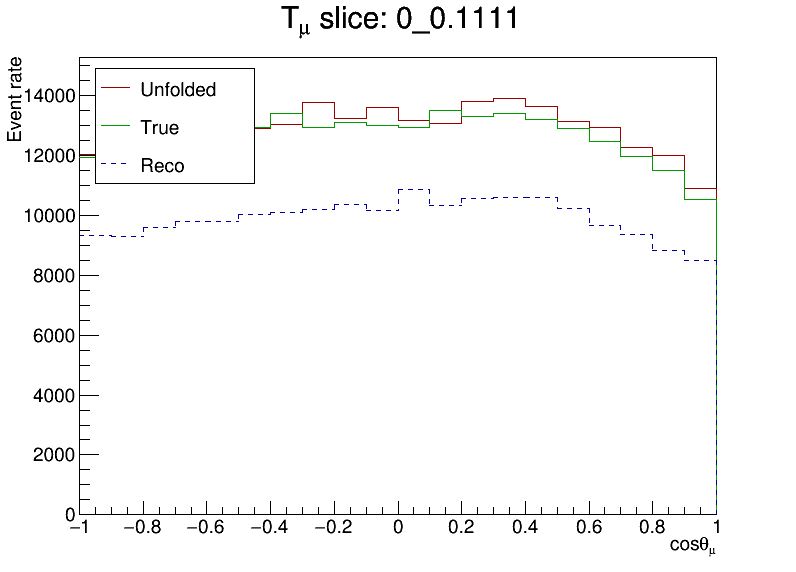 Tμ slice: 0_0.1111
Event rate
Unfolded
True
Reco
14000
12000
10000
8000
6000
4000
2000
0
−1 −0.8 −0.6 −0.4 −0.2 0 0.2 0.4 0.6 0.8 1
cosθμ